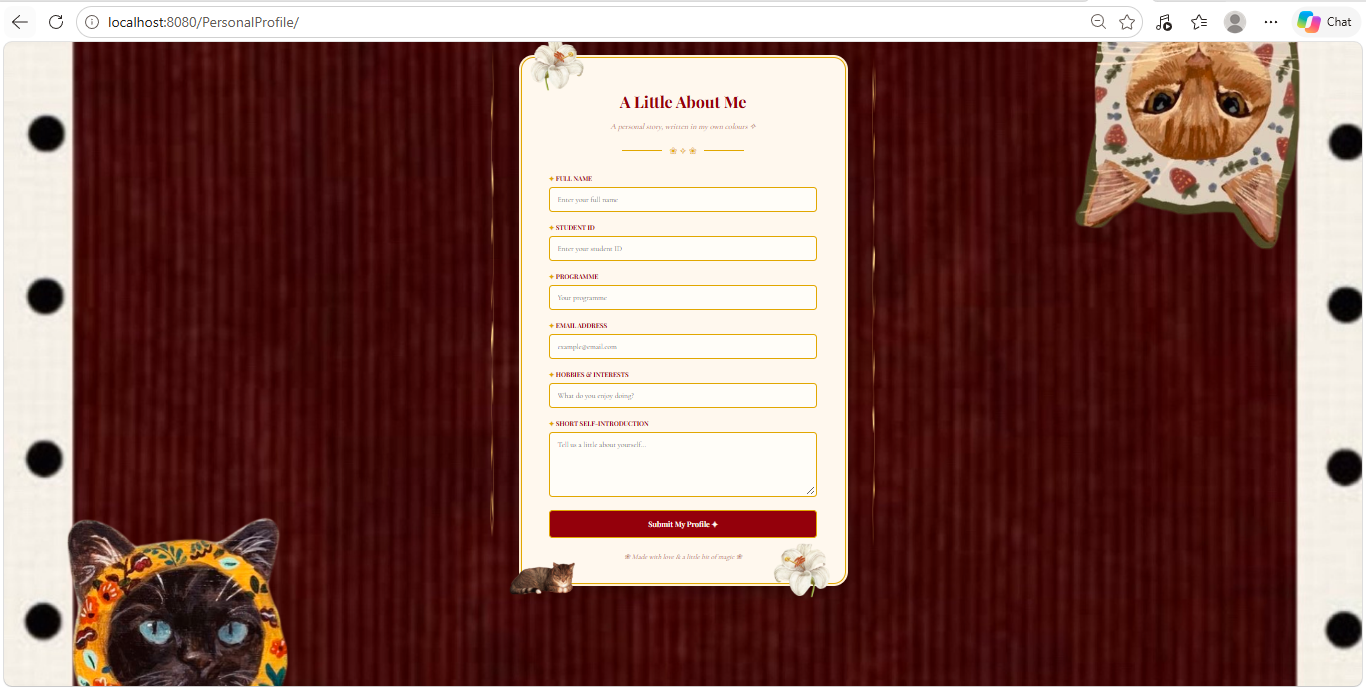 localhost:8080/PersonalProfile/
Chat
A Little About Me
A personal story, written in my own colours ✧
❀ ✧ ❀
✦ FULL NAME
Enter your full name
✦ STUDENT ID
Enter your student ID
✦ PROGRAMME
Your programme
✦ EMAIL ADDRESS
example@email.com
✦ HOBBIES & INTERESTS
What do you enjoy doing?
✦ SHORT SELF-INTRODUCTION
Tell us a little about yourself...
Submit My Profile ✦
❀ Made with love & a little bit of magic ❀